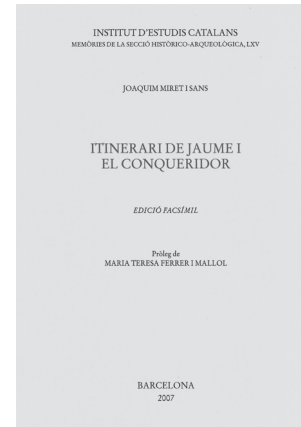 INSTITUT D'ESTUDIS CATALANS
MEMÒRIES DE LA SECCIÓ HISTÒRICO-ARQUEOLÒGICA, LXV
JOAQUIM MIRET I SANS
ITINERARI DE JAUME I
EL CONQUERIDOR
EDICIÓ FACSÍMIL
Pròleg de
MARIA TERESA FERRER I MALLOL
BARCELONA
2007